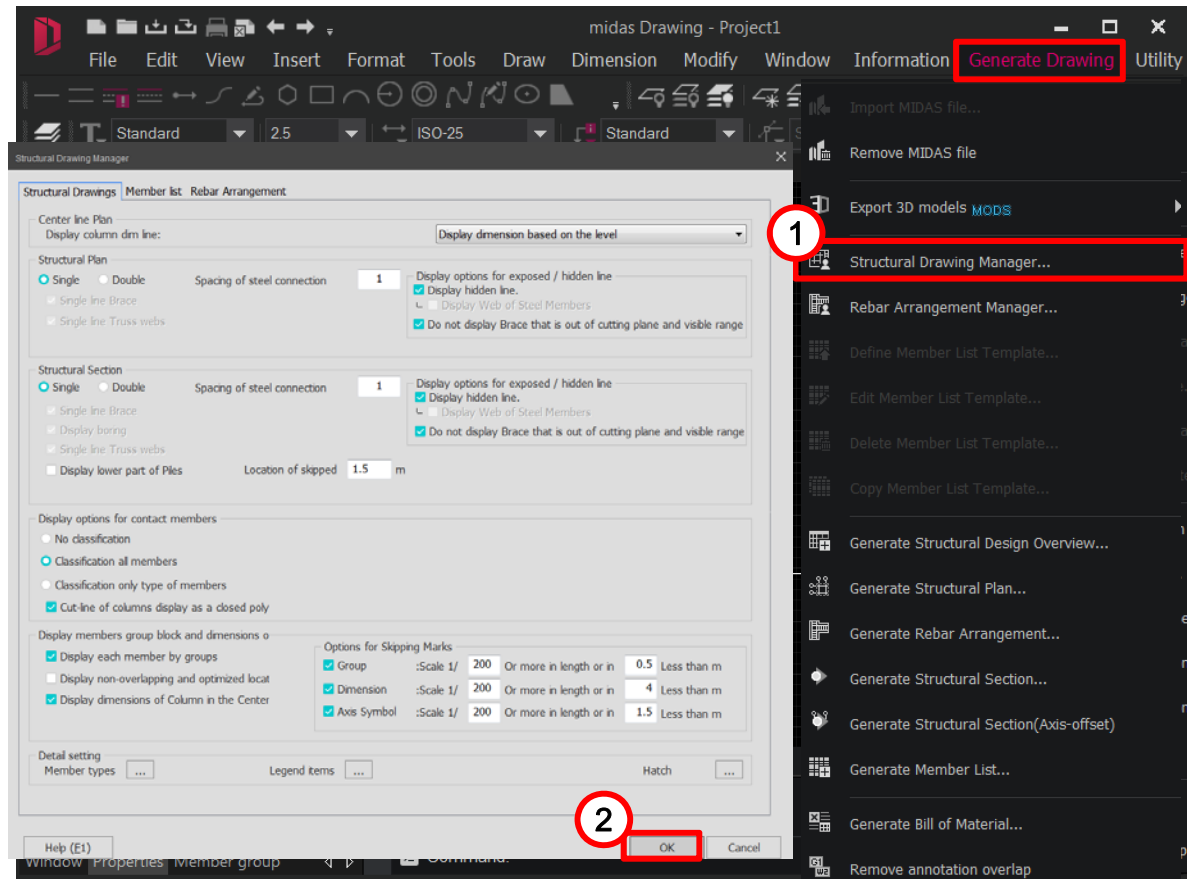 midas Drawing - Project1
File Edit View Insert Format Tools Draw Dimension Modify Window Information Generate Drawing Utility
Standard 2.5 ISO-25 Standard
Import MIDAS file...
Remove MIDAS file
Export 3D models MODS
1
Structural Drawing Manager...
Rebar Arrangement Manager...
Define Member List Template...
Edit Member List Template...
Delete Member List Template...
Copy Member List Template...
Generate Structural Design Overview...
Generate Structural Plan...
Generate Rebar Arrangement...
Generate Structural Section...
Generate Structural Section(Axis-offset)
Generate Member List...
Generate Bill of Material...
Remove annotation overlap
Structural Drawing Manager
Structural Drawings Member list Rebar Arrangement
Center line Plan
Display column dim line: Display dimension based on the level
Structural Plan
Single Double Spacing of steel connection 1
Single line Brace
Single line Truss webs
Display options for exposed / hidden line
Display hidden line.
Display Web of Steel Members
Do not display Brace that is out of cutting plane and visible range
Structural Section
Single Double Spacing of steel connection 1
Single line Brace
Display boring
Single line Truss webs
Display lower part of Piles Location of skipped 1.5 m
Display options for exposed / hidden line
Display hidden line.
Display Web of Steel Members
Do not display Brace that is out of cutting plane and visible range
Display options for contact members
No classification
Classification all members
Classification only type of members
Cut-line of columns display as a closed poly
Display members group block and dimensions o
Display each member by groups
Display non-overlapping and optimized locat
Display dimensions of Column in the Center
Options for Skipping Marks
Group :Scale 1/ 200 Or more in length or in 0.5 Less than m
Dimension :Scale 1/ 200 Or more in length or in 4 Less than m
Axis Symbol :Scale 1/ 200 Or more in length or in 1.5 Less than m
Detail setting
Member types ... Legend items ... Hatch ...
2
Help (F1) OK Cancel
Window Properties Member group Command: